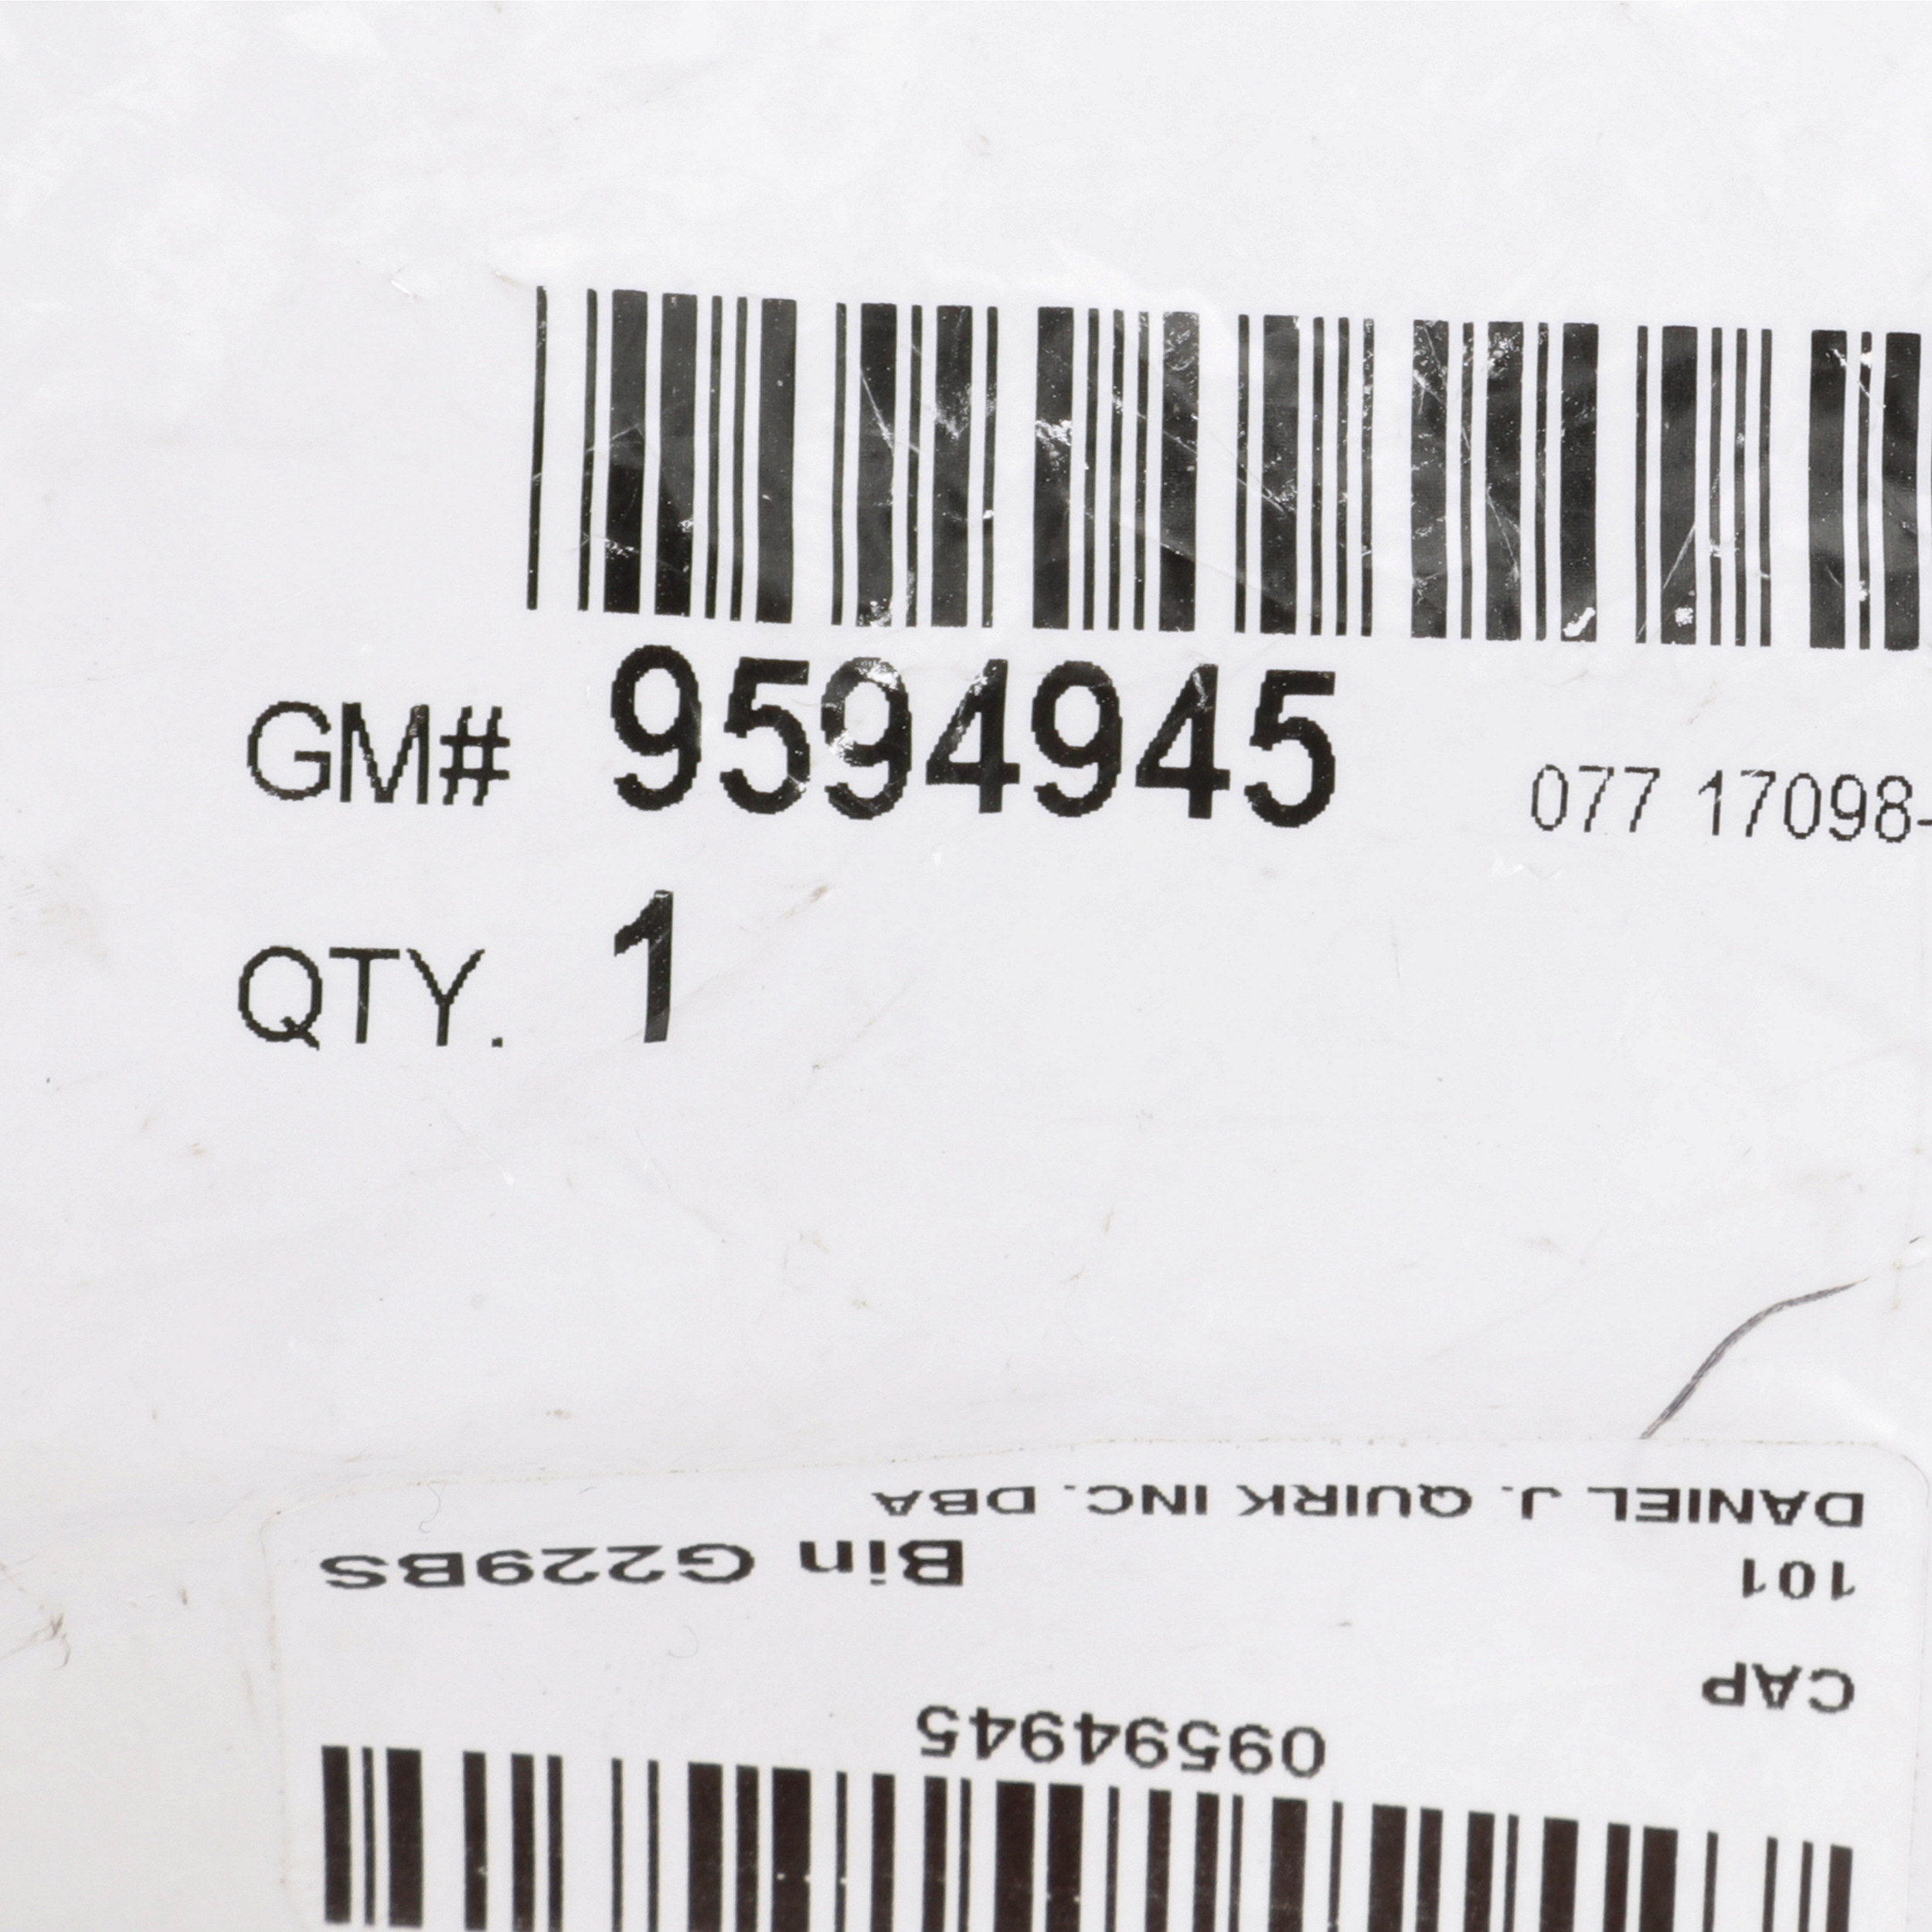 GM# 9594945 077 17098-
QTY. 1
DANIEL J. QUIRK INC. DBA
101 Bin G229BS
CAP
09594945